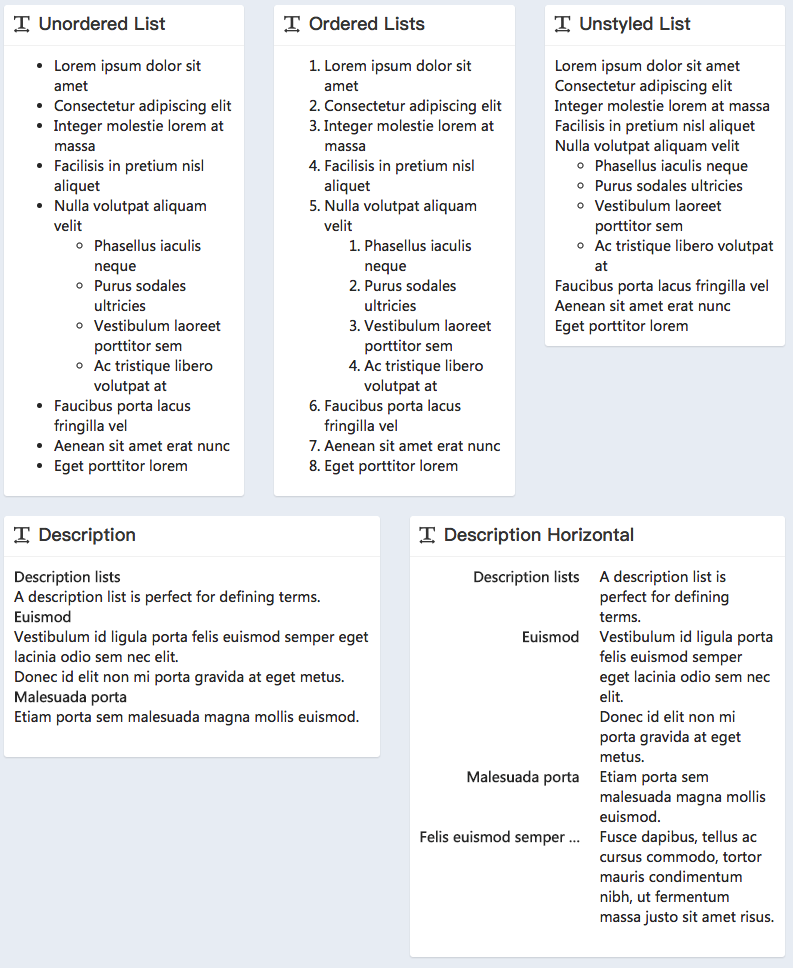 Unordered List
• Lorem ipsum dolor sit
amet
• Consectetur adipiscing elit
• Integer molestie lorem at
massa
• Facilisis in pretium nisl
aliquet
• Nulla volutpat aliquam
velit
◦ Phasellus iaculis
neque
◦ Purus sodales
ultricies
◦ Vestibulum laoreet
porttitor sem
◦ Ac tristique libero
volutpat at
• Faucibus porta lacus
fringilla vel
• Aenean sit amet erat nunc
• Eget porttitor lorem
Ordered Lists
1. Lorem ipsum dolor sit
amet
2. Consectetur adipiscing elit
3. Integer molestie lorem at
massa
4. Facilisis in pretium nisl
aliquet
5. Nulla volutpat aliquam
velit
1. Phasellus iaculis
neque
2. Purus sodales
ultricies
3. Vestibulum laoreet
porttitor sem
4. Ac tristique libero
volutpat at
6. Faucibus porta lacus
fringilla vel
7. Aenean sit amet erat nunc
8. Eget porttitor lorem
Unstyled List
Lorem ipsum dolor sit amet
Consectetur adipiscing elit
Integer molestie lorem at massa
Facilisis in pretium nisl aliquet
Nulla volutpat aliquam velit
◦ Phasellus iaculis neque
◦ Purus sodales ultricies
◦ Vestibulum laoreet
porttitor sem
◦ Ac tristique libero volutpat
at
Faucibus porta lacus fringilla vel
Aenean sit amet erat nunc
Eget porttitor lorem
Description
Description lists
A description list is perfect for defining terms.
Euismod
Vestibulum id ligula porta felis euismod semper eget
lacinia odio sem nec elit.
Donec id elit non mi porta gravida at eget metus.
Malesuada porta
Etiam porta sem malesuada magna mollis euismod.
Description Horizontal
Description lists
A description list is
perfect for defining
terms.
Euismod
Vestibulum id ligula porta
felis euismod semper
eget lacinia odio sem nec
elit.
Donec id elit non mi
porta gravida at eget
metus.
Malesuada porta
Etiam porta sem
malesuada magna mollis
euismod.
Felis euismod semper ...
Fusce dapibus, tellus ac
cursus commodo, tortor
mauris condimentum
nibh, ut fermentum
massa justo sit amet risus.